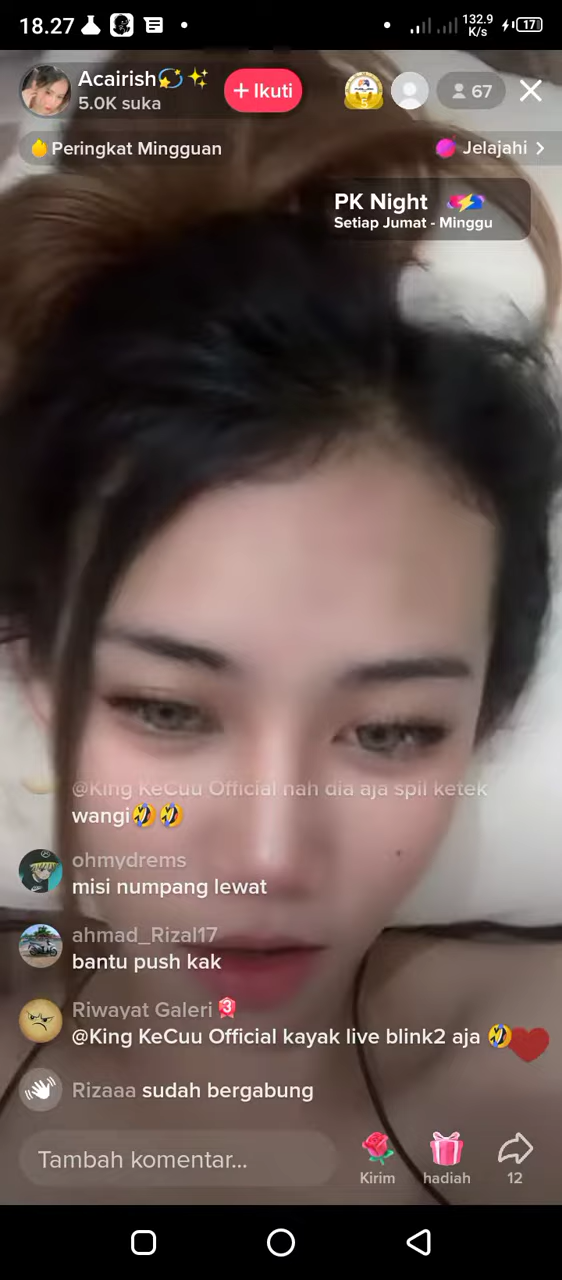 18.27
132.9
K/s
17
Acairish💫✨
5.0K suka
+ Ikuti
67
Peringkat Mingguan
Jelajahi >
PK Night
Setiap Jumat - Minggu
@King KeCuu Official nah dia aja spil ketek
wangi🤣🤣
ohmydrems
misi numpang lewat
ahmad_Rizal17
bantu push kak
Riwayat Galeri 3
@King KeCuu Official kayak live blink2 aja 🤣
Rizaaa sudah bergabung
Tambah komentar...
Kirim
hadiah
12